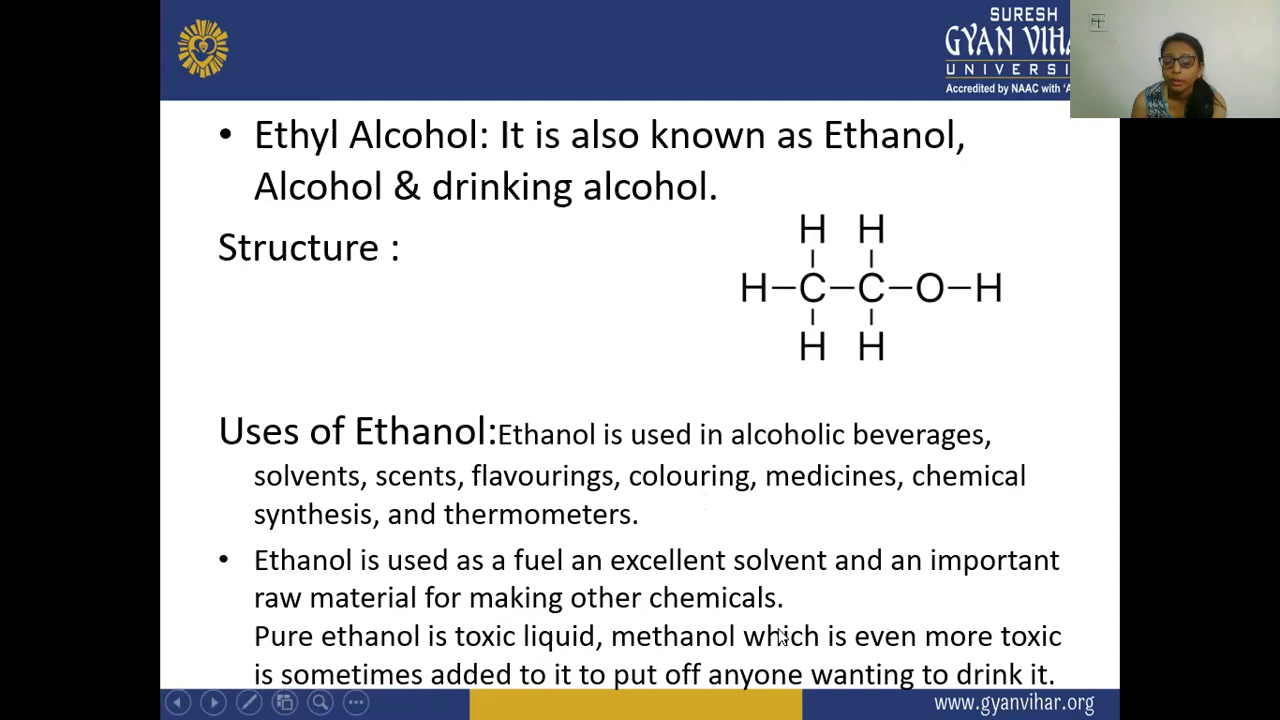 SURESH
GYAN VIHA
UNIVERSI
Accredited by NAAC with 'A
• Ethyl Alcohol: It is also known as Ethanol,
Alcohol & drinking alcohol.
Structure :
H H
H–C–C–O–H
H H
Uses of Ethanol:Ethanol is used in alcoholic beverages,
solvents, scents, flavourings, colouring, medicines, chemical
synthesis, and thermometers.
• Ethanol is used as a fuel an excellent solvent and an important
raw material for making other chemicals.
Pure ethanol is toxic liquid, methanol which is even more toxic
is sometimes added to it to put off anyone wanting to drink it.
www.gyanvihar.org